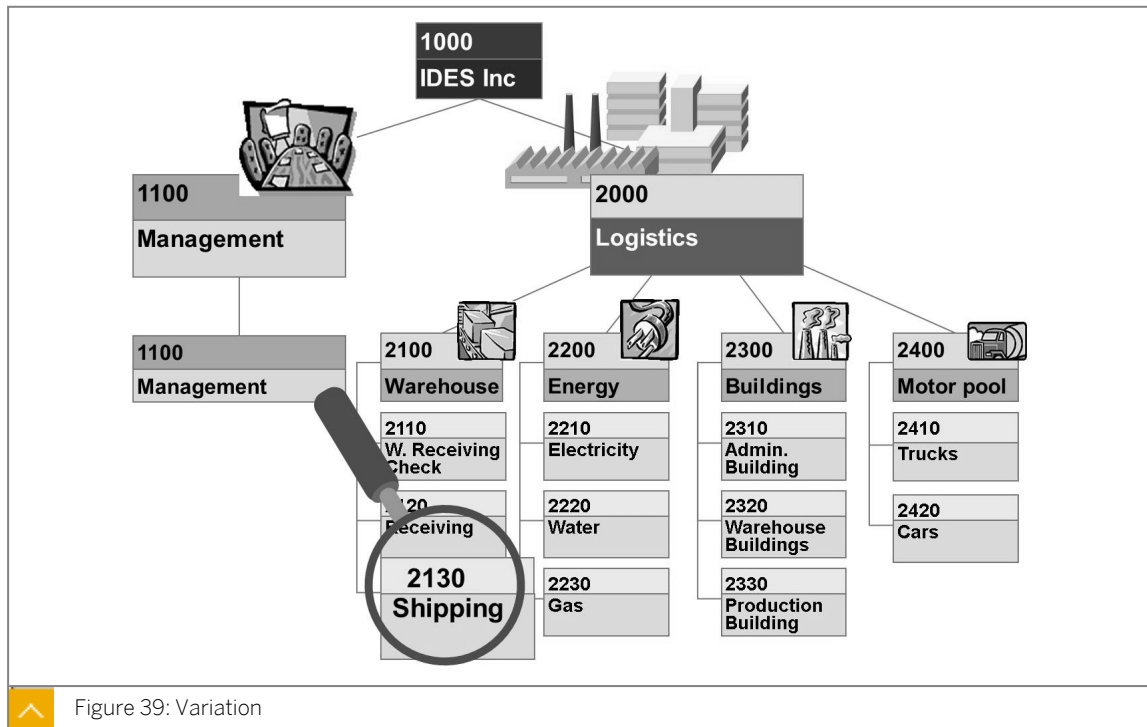 1000
IDES Inc
1100
Management
2000
Logistics
1100
Management
2100
Warehouse
2110
W. Receiving
Check
2120
Receiving
2130
Shipping
2200
Energy
2210
Electricity
2220
Water
2230
Gas
2300
Buildings
2310
Admin.
Building
2320
Warehouse
Buildings
2330
Production
Building
2400
Motor pool
2410
Trucks
2420
Cars
Figure 39: Variation